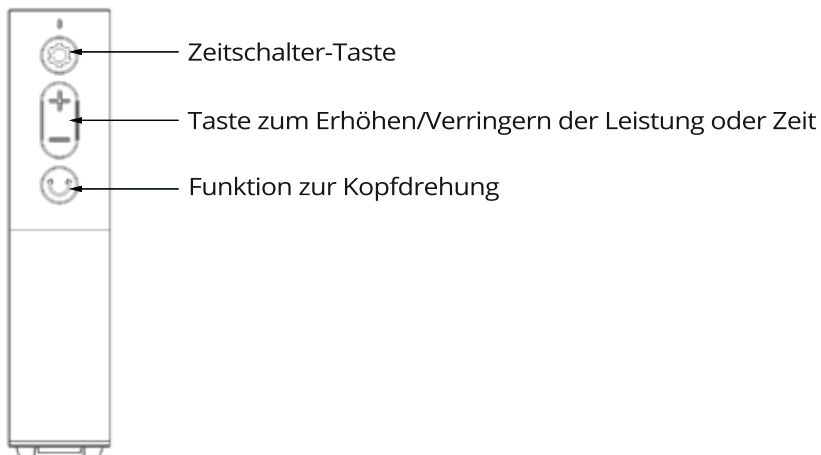 Zeitschalter-Taste
Taste zum Erhöhen/Verringern der Leistung oder Zeit
Funktion zur Kopfdrehung